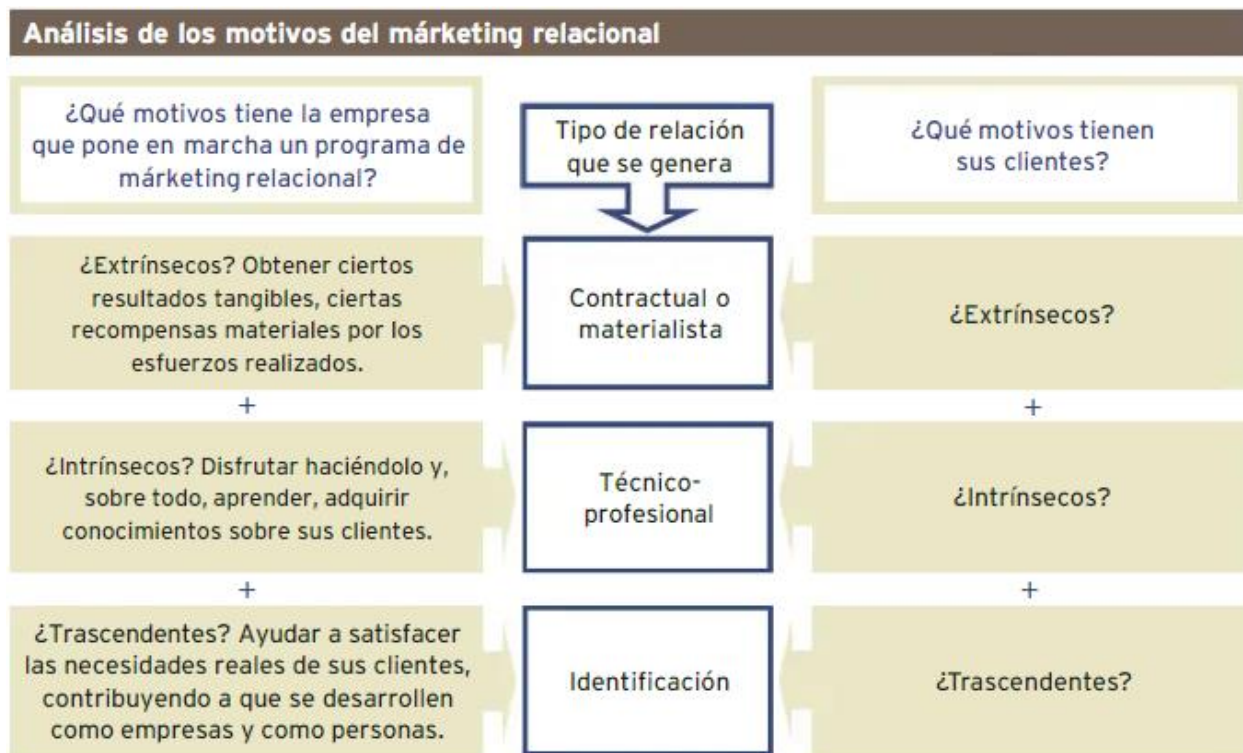 Análisis de los motivos del márketing relacional
¿Qué motivos tiene la empresa
que pone en marcha un programa de
márketing relacional?
Tipo de relación
que se genera
¿Qué motivos tienen
sus clientes?
¿Extrínsecos? Obtener ciertos
resultados tangibles, ciertas
recompensas materiales por los
esfuerzos realizados.
Contractual o
materialista
¿Extrínsecos?
+
+
¿Intrínsecos? Disfrutar haciéndolo y,
sobre todo, aprender, adquirir
conocimientos sobre sus clientes.
Técnico-
profesional
¿Intrínsecos?
+
+
¿Trascendentes? Ayudar a satisfacer
las necesidades reales de sus clientes,
contribuyendo a que se desarrollen
como empresas y como personas.
Identificación
¿Trascendentes?